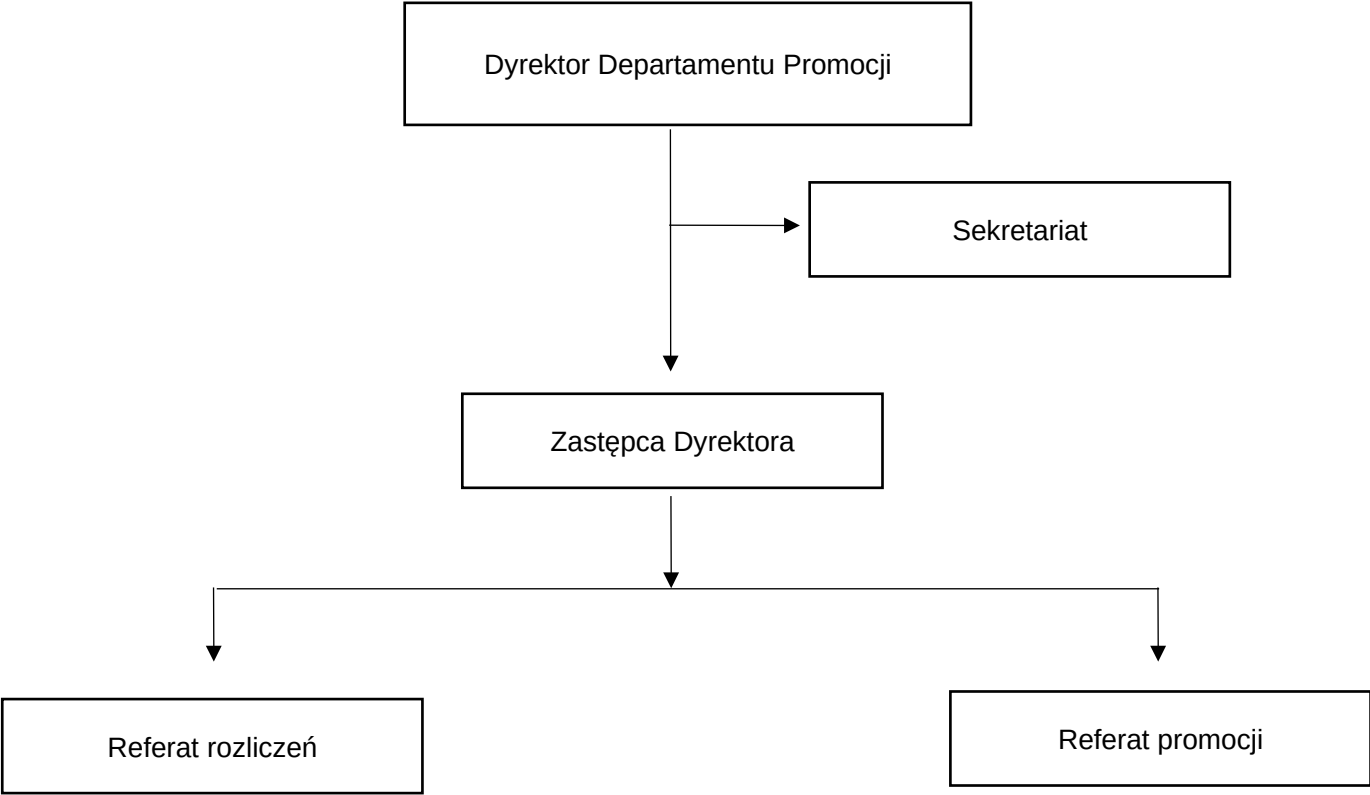 Dyrektor Departamentu Promocji
Sekretariat
Zastępca Dyrektora
Referat rozliczeń
Referat promocji